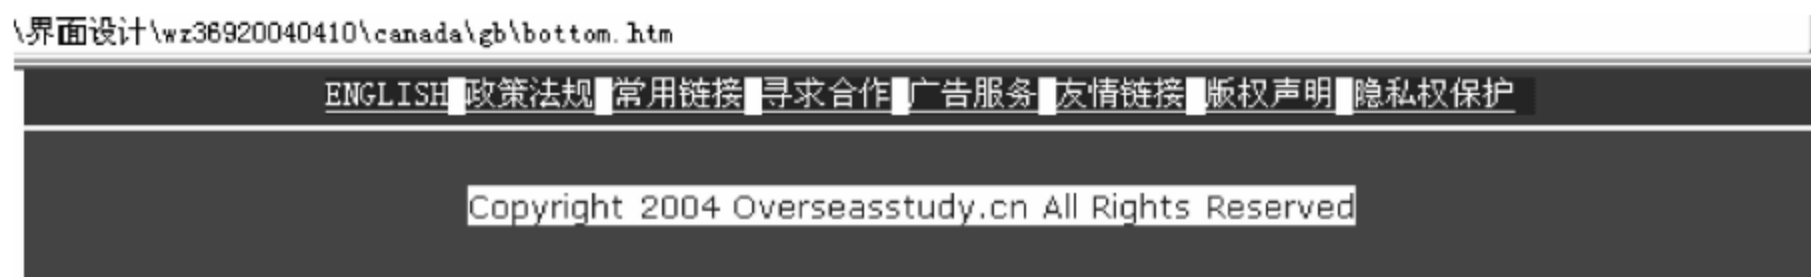 \界面设计\wz36920040410\canada\gb\bottom.htm
ENGLISH 政策法规 常用链接 寻求合作 广告服务 友情链接 版权声明 隐私权保护
Copyright 2004 Overseasstudy.cn All Rights Reserved